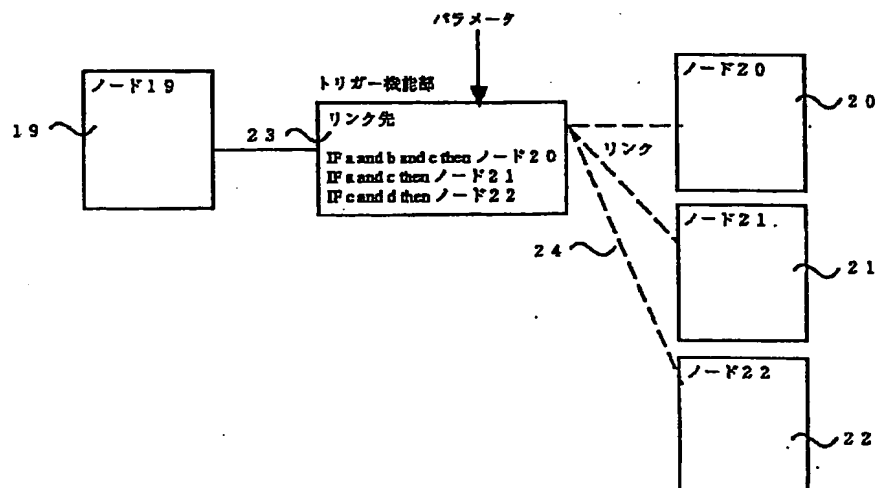 パラメータ
ノード19
トリガー機能部
ノード20
19
23
リンク先
20
IF a and b and c then ノード20
IF a and c then ノード21
IF c and d then ノード22
リンク
ノード21.
24
21
ノード22
22